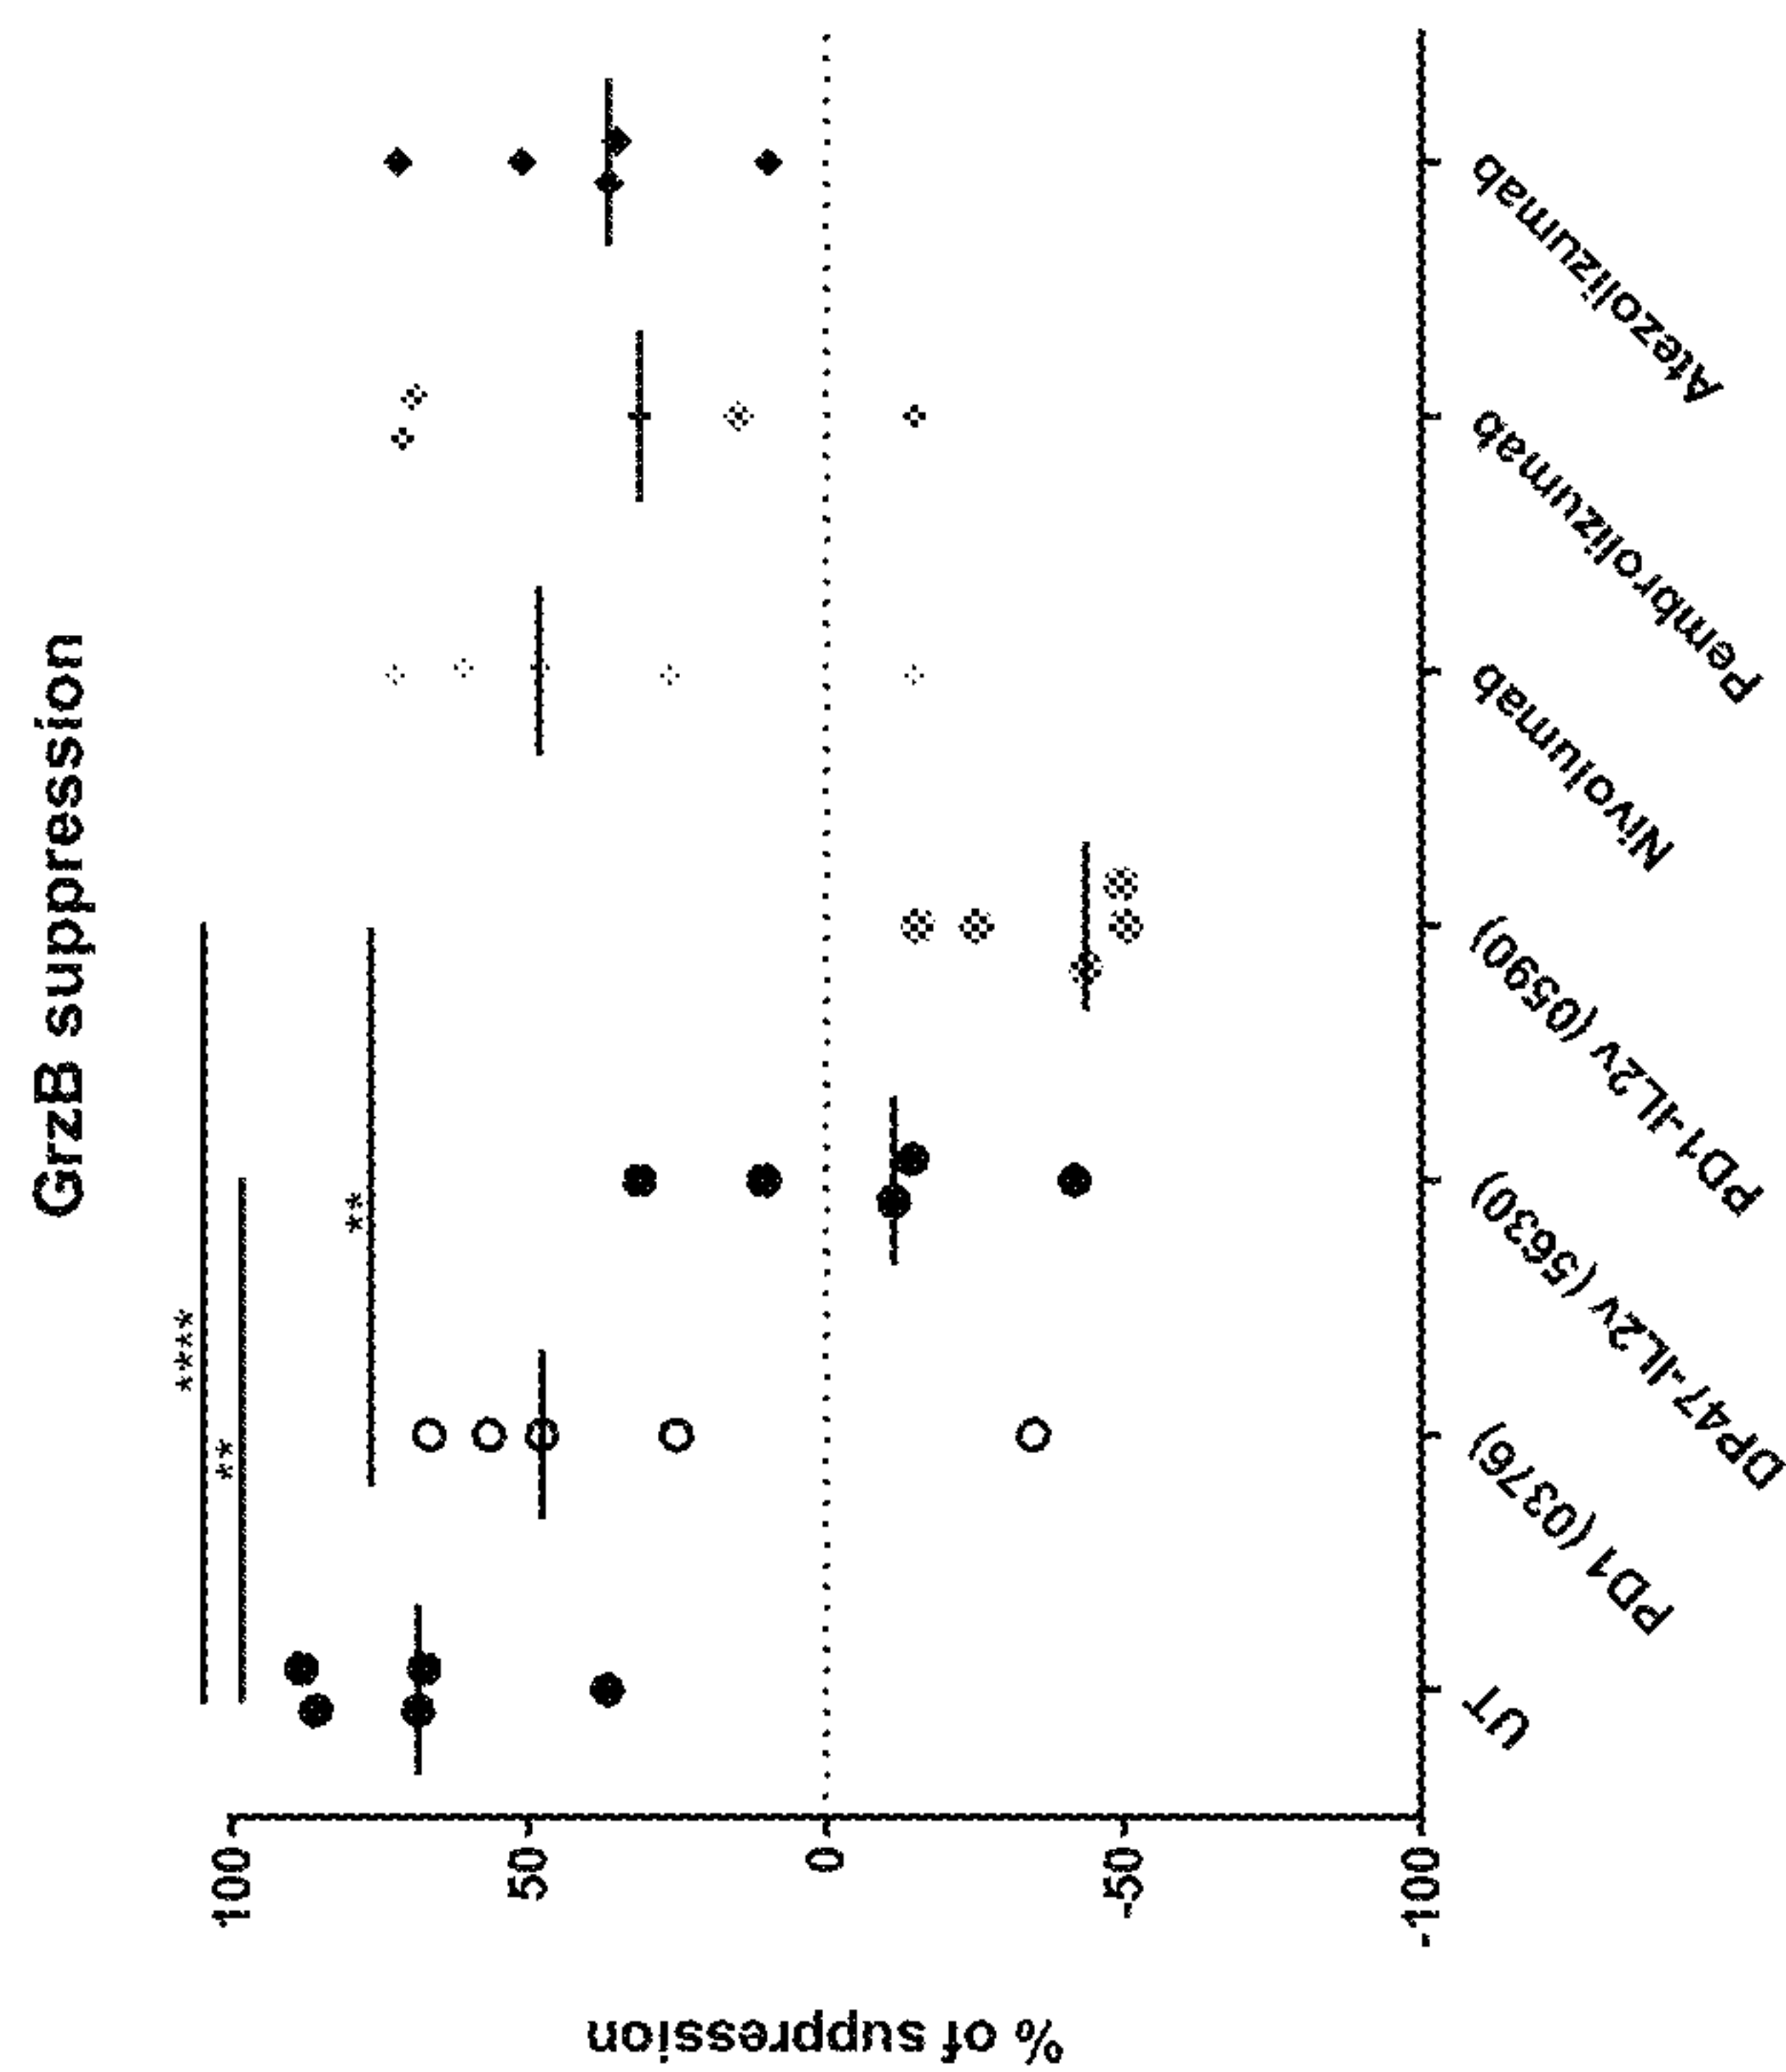 GrzB suppression
% of suppression
100
50
0
-50
-100
****
**
**
UT
PD1 (0376)
DP47-IL2v (5630)
PD1-IL2v (0590)
Nivolumab
Pembrolizumab
Atezolizumab